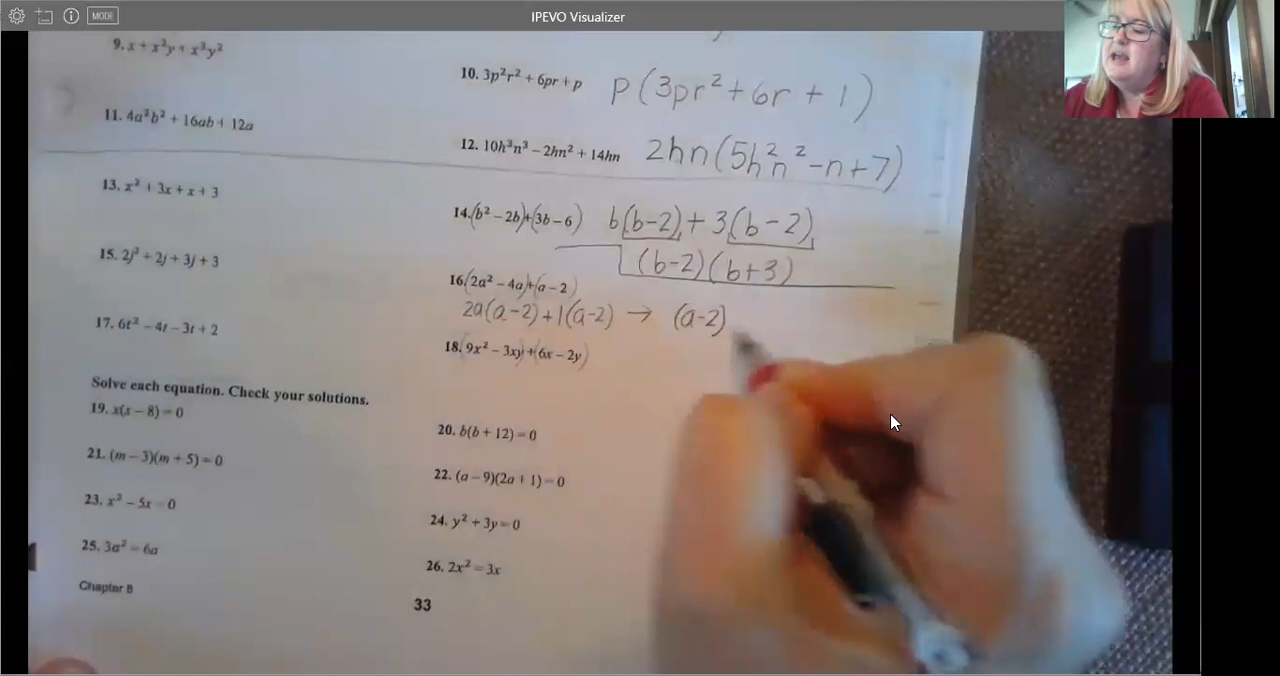 MODE
IPEVO Visualizer
9. x + x²y + x³y²
10. 3p²r² + 6pr + p p(3pr² + 6r + 1)
11. 4a²b² + 16ab + 12a
12. 10h³n³ – 2hn² + 14hn 2hn(5h²n² - n + 7)
13. x² + 3x + x + 3
14. (b² – 2b) + (3b – 6) b(b-2) + 3(b-2)
(b-2)(b+3)
15. 2j² + 2j + 3j + 3
16. (2a² – 4a) + (a – 2)
2a(a-2) + 1(a-2) → (a-2)
17. 6t² – 4t – 3t + 2
18. (9x² – 3xy) + (6x – 2y)
Solve each equation. Check your solutions.
19. x(x – 8) = 0
20. b(b + 12) = 0
21. (m – 3)(m + 5) = 0
22. (a – 9)(2a + 1) = 0
23. x² – 5x = 0
24. y² + 3y = 0
25. 3a² = 6a
26. 2x² = 3x
Chapter 8
33